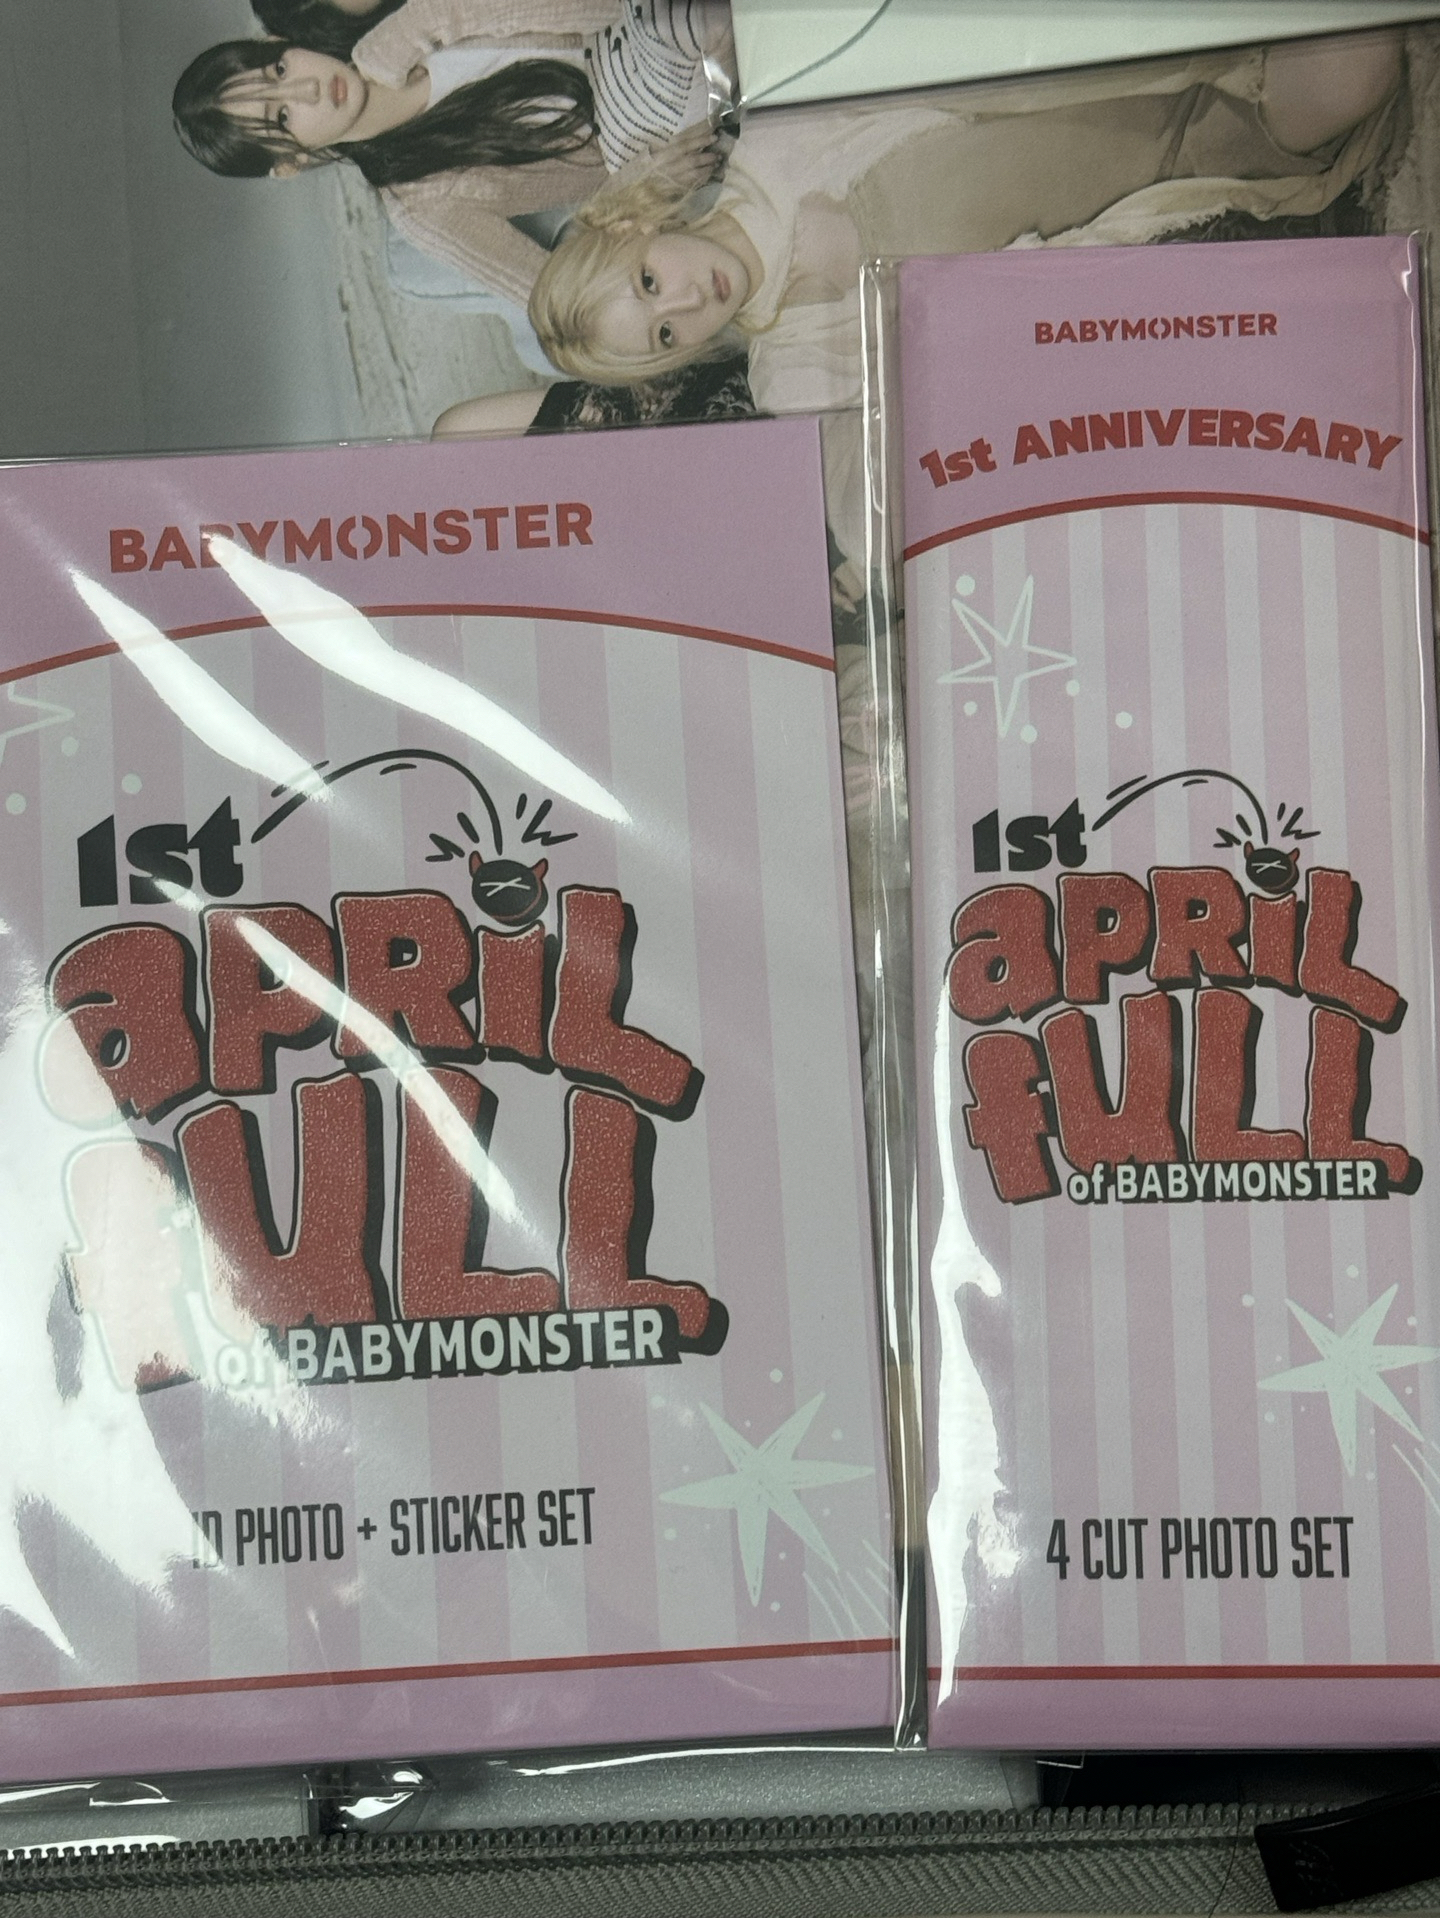 BABYMONSTER
1st
aPRiL
fULL
of BABYMONSTER
ID PHOTO + STICKER SET
BABYMONSTER
1st ANNIVERSARY
1st
aPRiL
fULL
of BABYMONSTER
4 CUT PHOTO SET